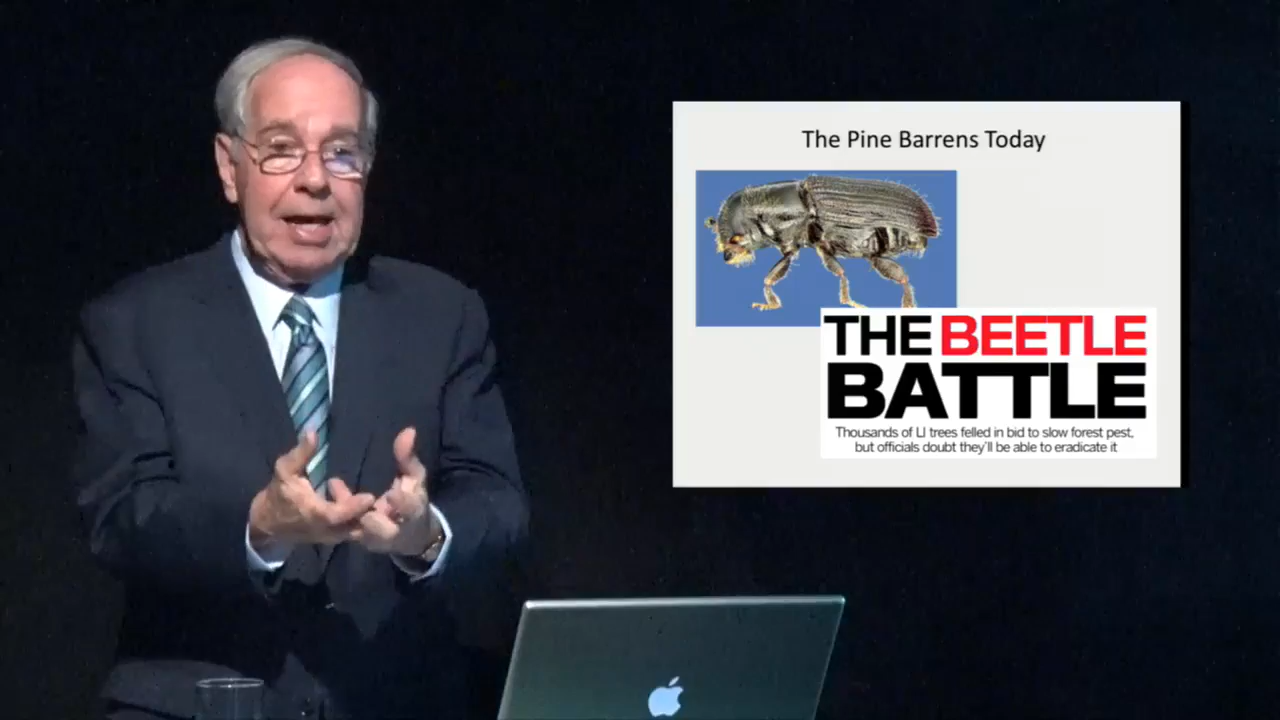 The Pine Barrens Today
THE BEETLE
BATTLE
Thousands of LI trees felled in bid to slow forest pest,
but officials doubt they'll be able to eradicate it